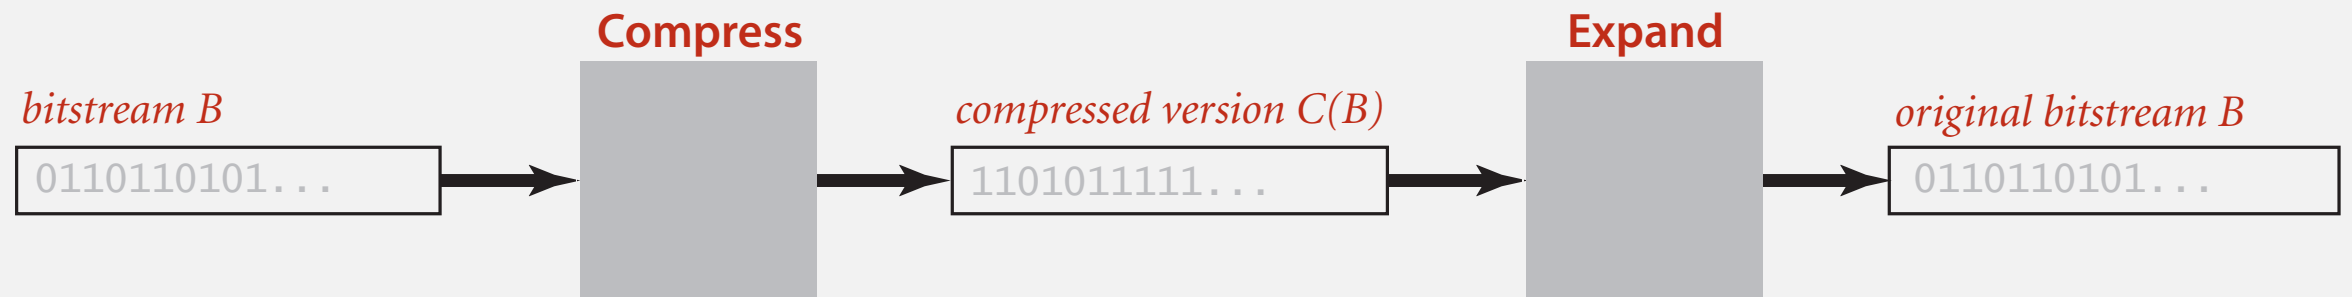 Compress
Expand
bitstream B
compressed version C(B)
original bitstream B
0110110101...
1101011111...
0110110101...